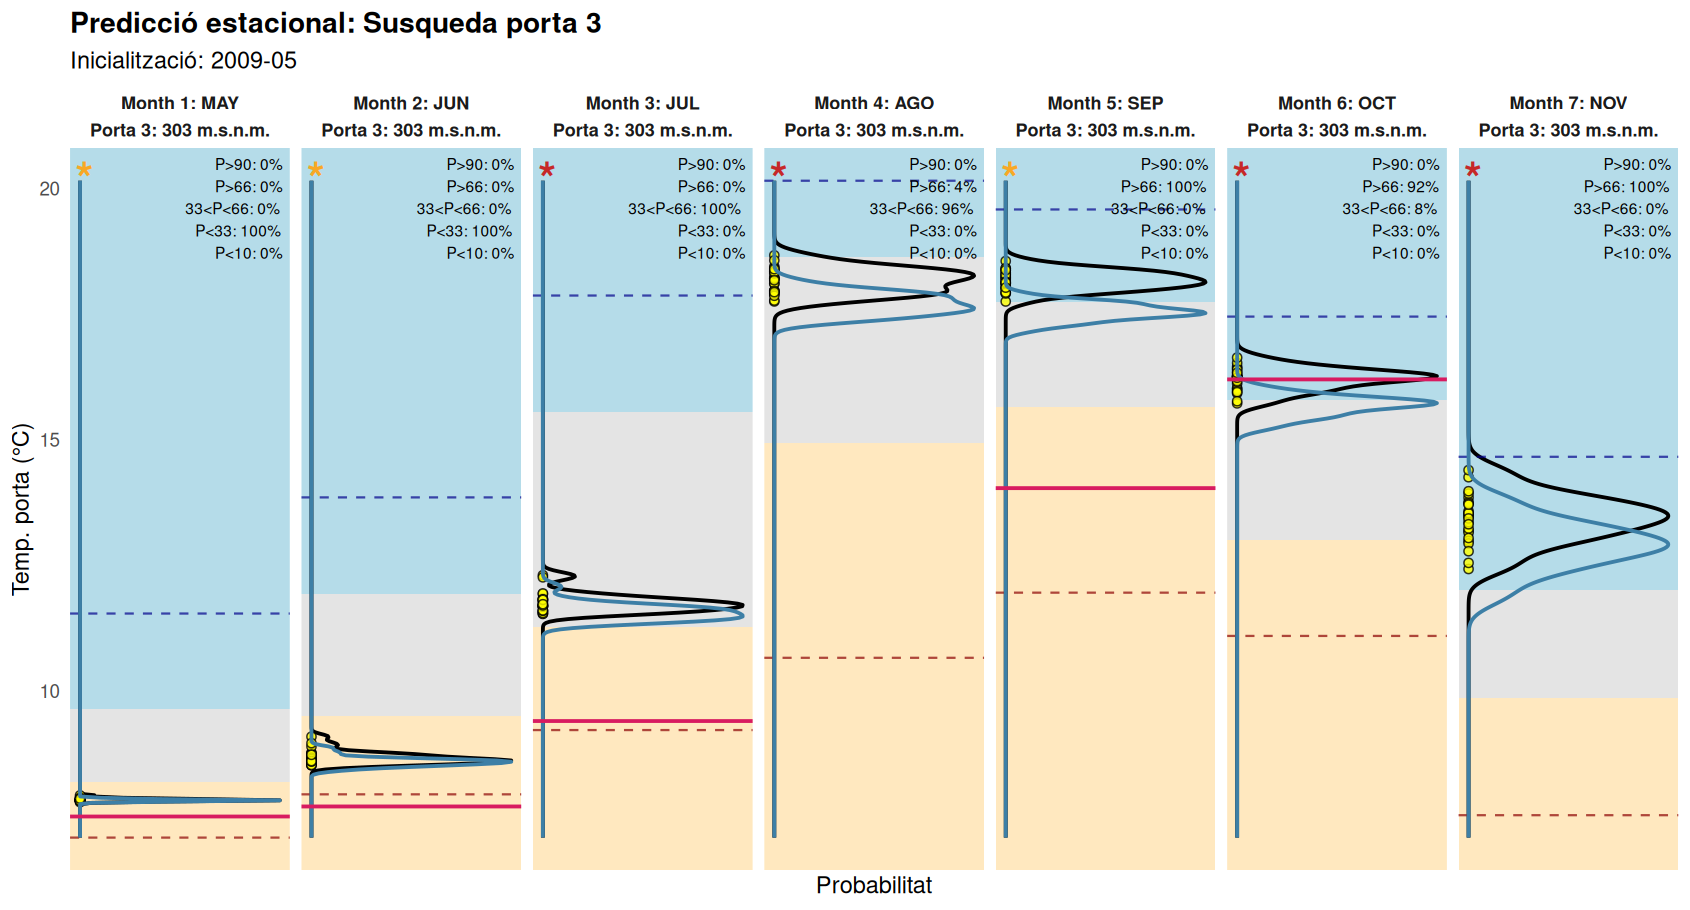 Predicció estacional: Susqueda porta 3
Inicialització: 2009-05
Month 1: MAY
Porta 3: 303 m.s.n.m.
Month 2: JUN
Porta 3: 303 m.s.n.m.
Month 3: JUL
Porta 3: 303 m.s.n.m.
Month 4: AGO
Porta 3: 303 m.s.n.m.
Month 5: SEP
Porta 3: 303 m.s.n.m.
Month 6: OCT
Porta 3: 303 m.s.n.m.
Month 7: NOV
Porta 3: 303 m.s.n.m.
Temp. porta (°C)
20
15
10
*
P>90: 0%
P>66: 0%
33<P<66: 0%
P<33: 100%
P<10: 0%
*
P>90: 0%
P>66: 0%
33<P<66: 0%
P<33: 100%
P<10: 0%
*
P>90: 0%
P>66: 0%
33<P<66: 100%
P<33: 0%
P<10: 0%
*
P>90: 0%
P>66: 4%
33<P<66: 96%
P<33: 0%
P<10: 0%
*
P>90: 0%
P>66: 100%
33<P<66: 0%
P<33: 0%
P<10: 0%
*
P>90: 0%
P>66: 92%
33<P<66: 8%
P<33: 0%
P<10: 0%
*
P>90: 0%
P>66: 100%
33<P<66: 0%
P<33: 0%
P<10: 0%
Probabilitat